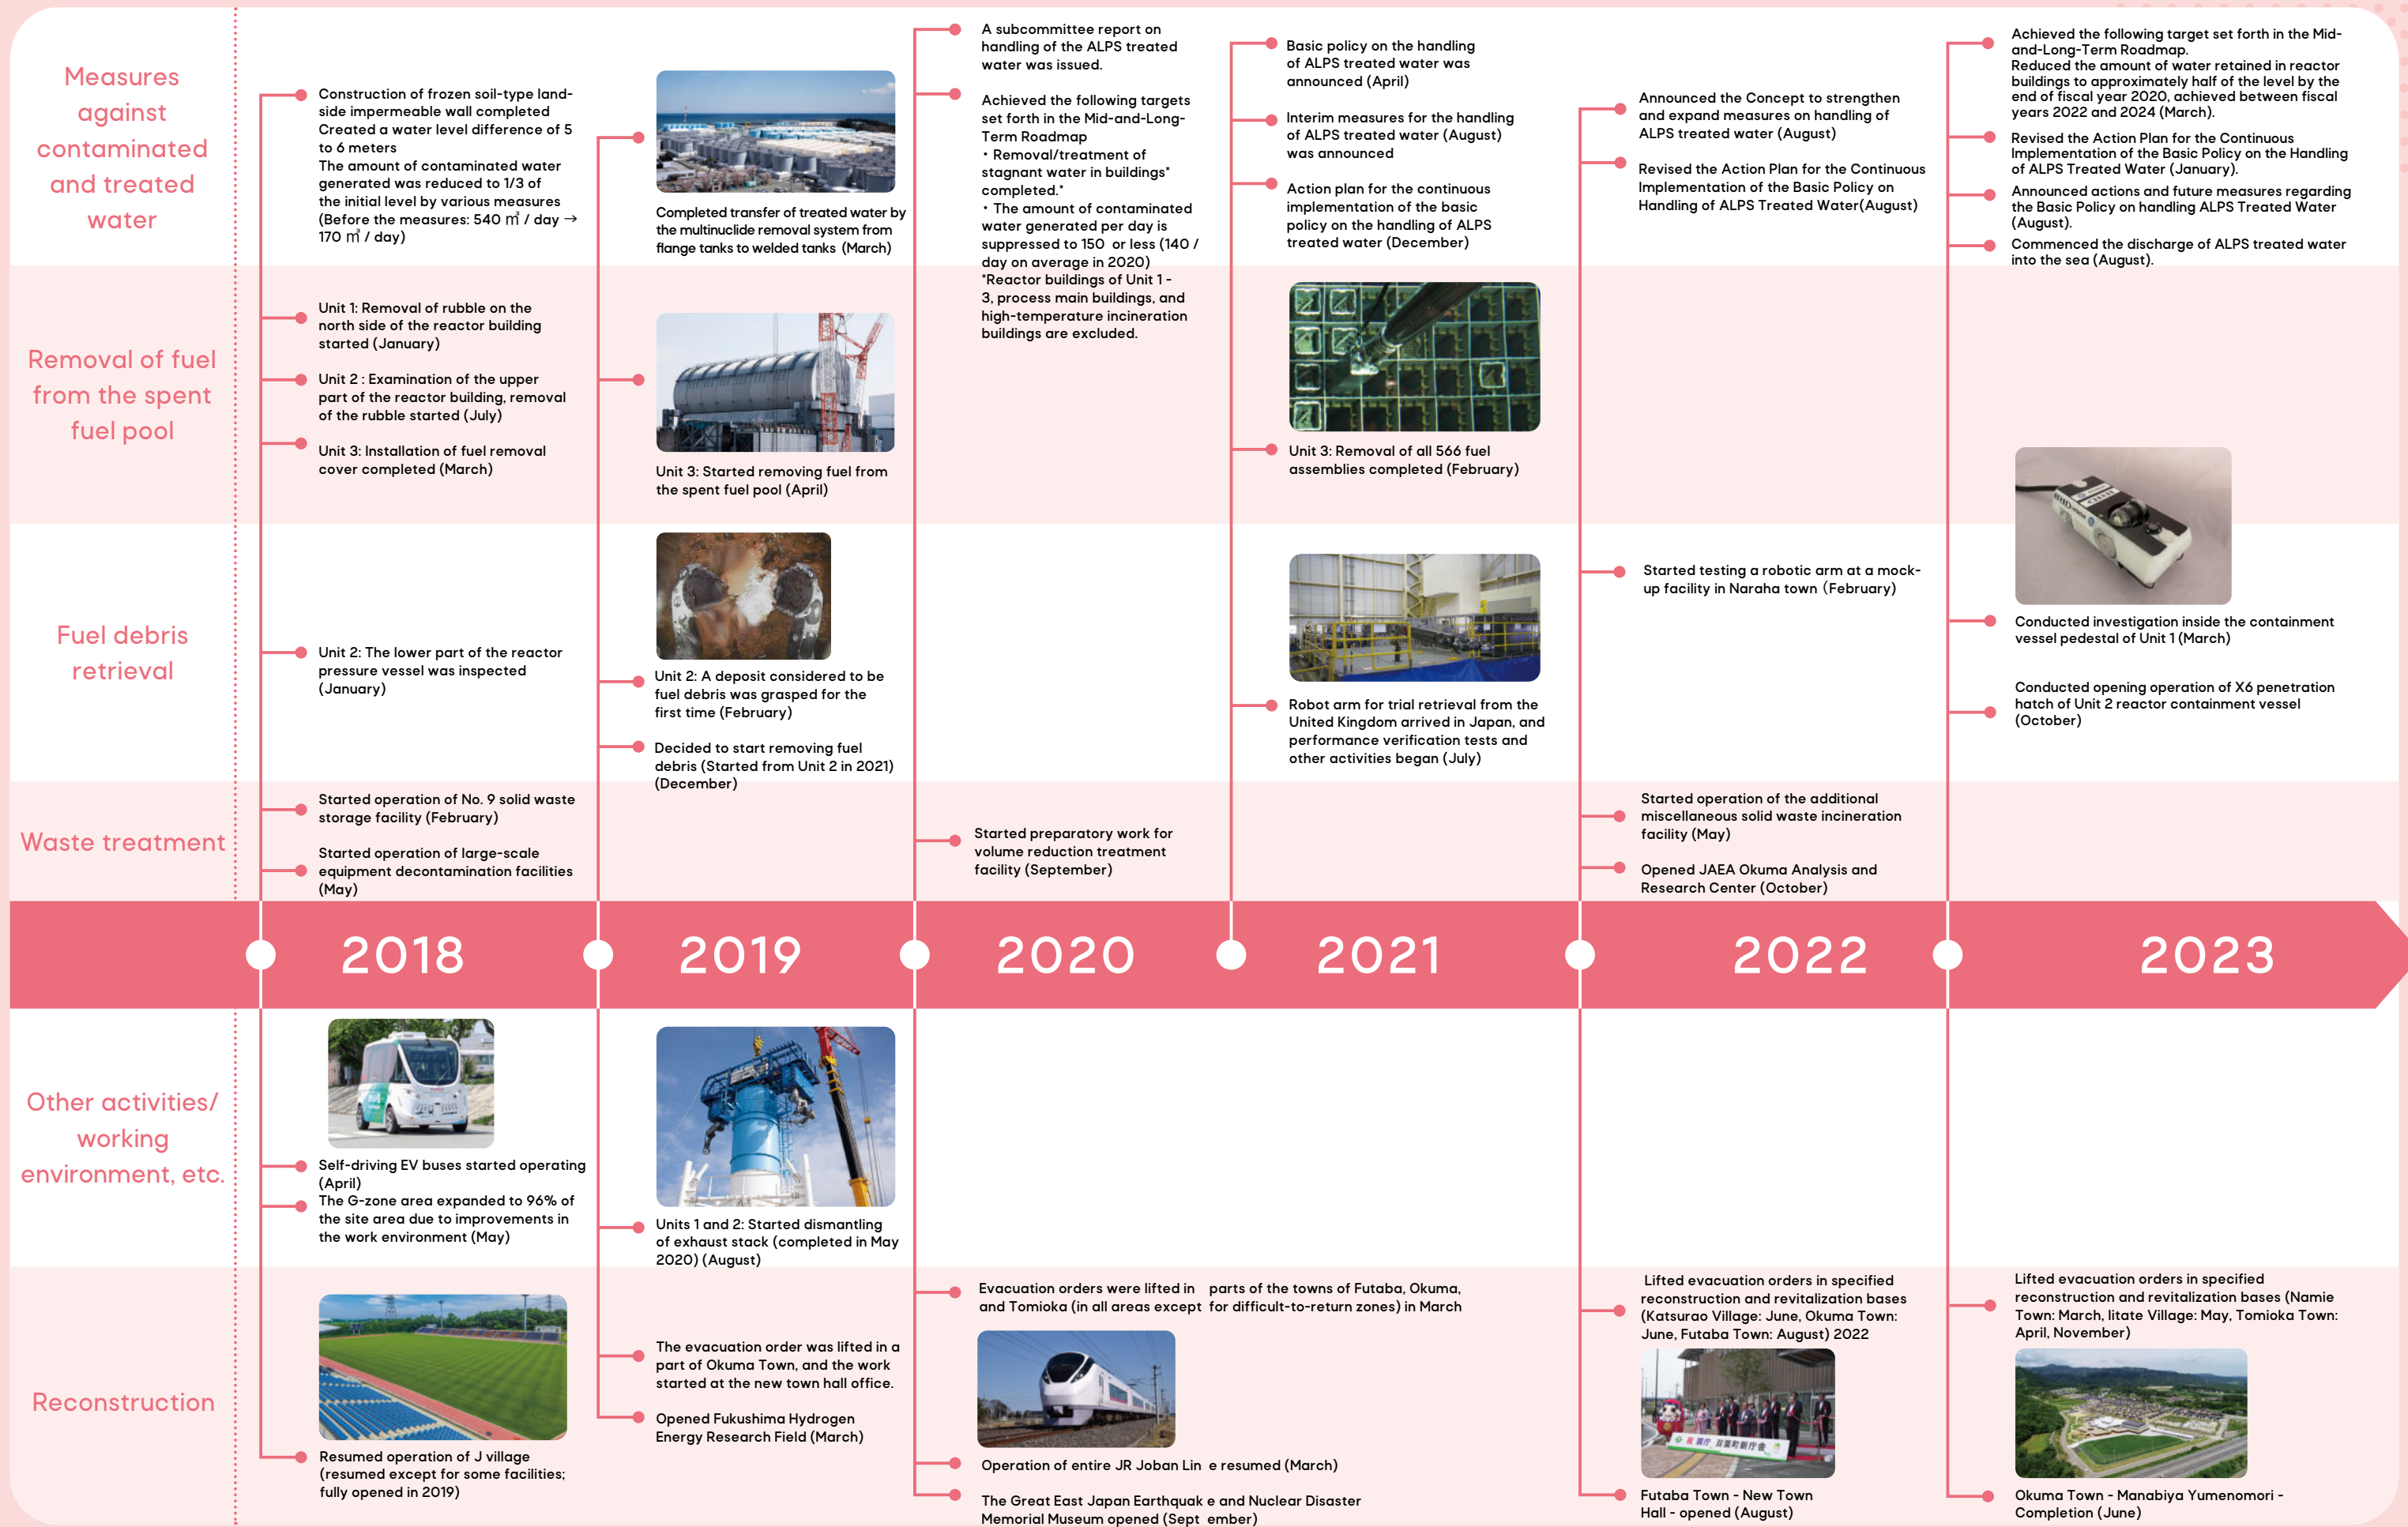 Measures
against
contaminated
and treated
water
Construction of frozen soil-type land-
side impermeable wall completed
Created a water level difference of 5
to 6 meters
The amount of contaminated water
generated was reduced to 1/3 of
the initial level by various measures
(Before the measures: 540 ㎥ / day →
170 ㎥ / day)
Completed transfer of treated water by
the multinuclide removal system from
flange tanks to welded tanks (March)
A subcommittee report on
handling of the ALPS treated
water was issued.
Achieved the following targets
set forth in the Mid-and-Long-
Term Roadmap
・Removal/treatment of
stagnant water in buildings*
completed.*
・The amount of contaminated
water generated per day is
suppressed to 150 or less (140 /
day on average in 2020)
*Reactor buildings of Unit 1 -
3, process main buildings, and
high-temperature incineration
buildings are excluded.
Basic policy on the handling
of ALPS treated water was
announced (April)
Interim measures for the handling
of ALPS treated water (August)
was announced
Action plan for the continuous
implementation of the basic
policy on the handling of ALPS
treated water (December)
Announced the Concept to strengthen
and expand measures on handling of
ALPS treated water (August)
Revised the Action Plan for the Continuous
Implementation of the Basic Policy on
Handling of ALPS Treated Water(August)
Achieved the following target set forth in the Mid-
and-Long-Term Roadmap.
Reduced the amount of water retained in reactor
buildings to approximately half of the level by the
end of fiscal year 2020, achieved between fiscal
years 2022 and 2024 (March).
Revised the Action Plan for the Continuous
Implementation of the Basic Policy on the Handling
of ALPS Treated Water (January).
Announced actions and future measures regarding
the Basic Policy on handling ALPS Treated Water
(August).
Commenced the discharge of ALPS treated water
into the sea (August).
Removal of fuel
from the spent
fuel pool
Unit 1: Removal of rubble on the
north side of the reactor building
started (January)
Unit 2 : Examination of the upper
part of the reactor building, removal
of the rubble started (July)
Unit 3: Installation of fuel removal
cover completed (March)
Unit 3: Started removing fuel from
the spent fuel pool (April)
Unit 3: Removal of all 566 fuel
assemblies completed (February)
Fuel debris
retrieval
Unit 2: The lower part of the reactor
pressure vessel was inspected
(January)
Unit 2: A deposit considered to be
fuel debris was grasped for the
first time (February)
Decided to start removing fuel
debris (Started from Unit 2 in 2021)
(December)
Robot arm for trial retrieval from the
United Kingdom arrived in Japan, and
performance verification tests and
other activities began (July)
Started testing a robotic arm at a mock-
up facility in Naraha town (February)
Conducted investigation inside the containment
vessel pedestal of Unit 1 (March)
Conducted opening operation of X6 penetration
hatch of Unit 2 reactor containment vessel
(October)
Waste treatment
Started operation of No. 9 solid waste
storage facility (February)
Started operation of large-scale
equipment decontamination facilities
(May)
Started preparatory work for
volume reduction treatment
facility (September)
Started operation of the additional
miscellaneous solid waste incineration
facility (May)
Opened JAEA Okuma Analysis and
Research Center (October)
2018 2019 2020 2021 2022 2023
Other activities/
working
environment, etc.
Self-driving EV buses started operating
(April)
The G-zone area expanded to 96% of
the site area due to improvements in
the work environment (May)
Units 1 and 2: Started dismantling
of exhaust stack (completed in May
2020) (August)
Reconstruction
Resumed operation of J village
(resumed except for some facilities;
fully opened in 2019)
The evacuation order was lifted in a
part of Okuma Town, and the work
started at the new town hall office.
Opened Fukushima Hydrogen
Energy Research Field (March)
Evacuation orders were lifted in parts of the towns of Futaba, Okuma,
and Tomioka (in all areas except for difficult-to-return zones) in March
Operation of entire JR Joban Lin e resumed (March)
The Great East Japan Earthquak e and Nuclear Disaster
Memorial Museum opened (Sept ember)
Lifted evacuation orders in specified
reconstruction and revitalization bases
(Katsurao Village: June, Okuma Town:
June, Futaba Town: August) 2022
双葉町新庁舎
Futaba Town - New Town
Hall - opened (August)
Lifted evacuation orders in specified
reconstruction and revitalization bases (Namie
Town: March, litate Village: May, Tomioka Town:
April, November)
Okuma Town - Manabiya Yumenomori -
Completion (June)